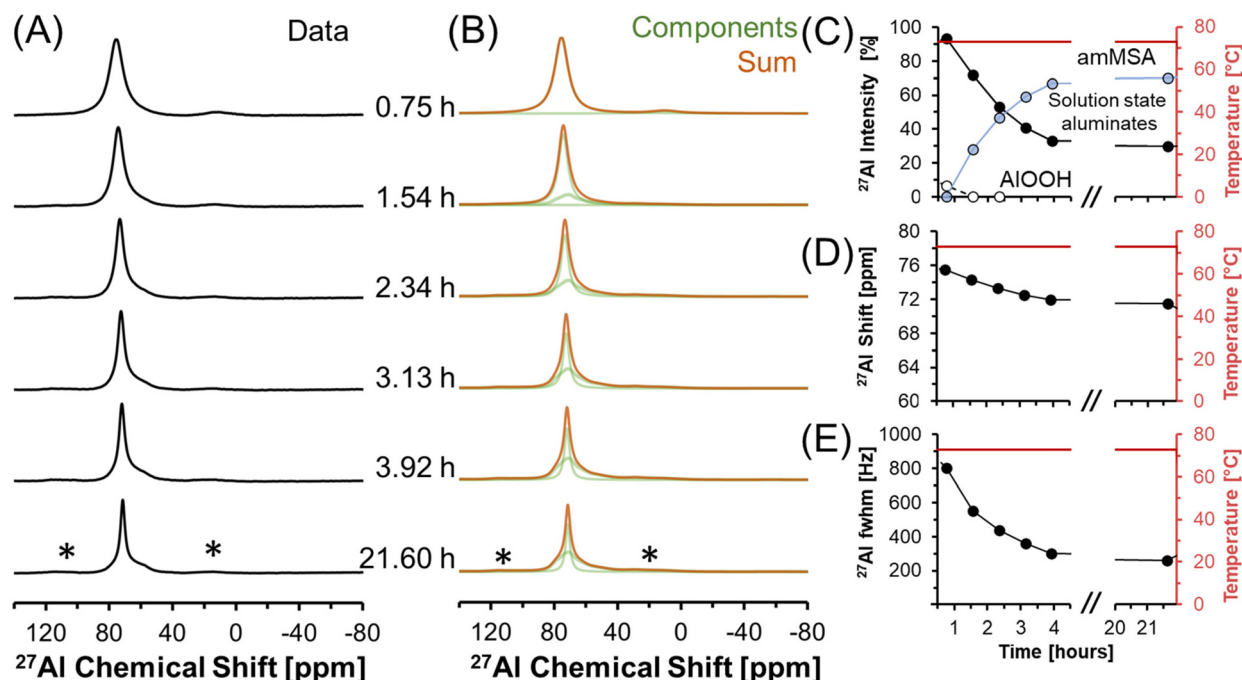 (A)
Data
0.75 h
1.54 h
2.34 h
3.13 h
3.92 h
21.60 h
* *
140 120 80 40 0 -40 -80
²⁷Al Chemical Shift [ppm]
(B)
Components
Sum
* *
140 120 80 40 0 -40 -80
²⁷Al Chemical Shift [ppm]
(C)
²⁷Al Intensity [%]
100
80
60
40
20
0
amMSA
Solution state
aluminates
AlOOH
//
80
60
40
20
0
Temperature [°C]
(D)
²⁷Al Shift [ppm]
80
76
72
68
64
60
//
80
60
40
20
0
Temperature [°C]
(E)
²⁷Al fwhm [Hz]
1000
800
600
400
200
//
80
60
40
20
0
Temperature [°C]
1 2 3 4 20 21
Time [hours]